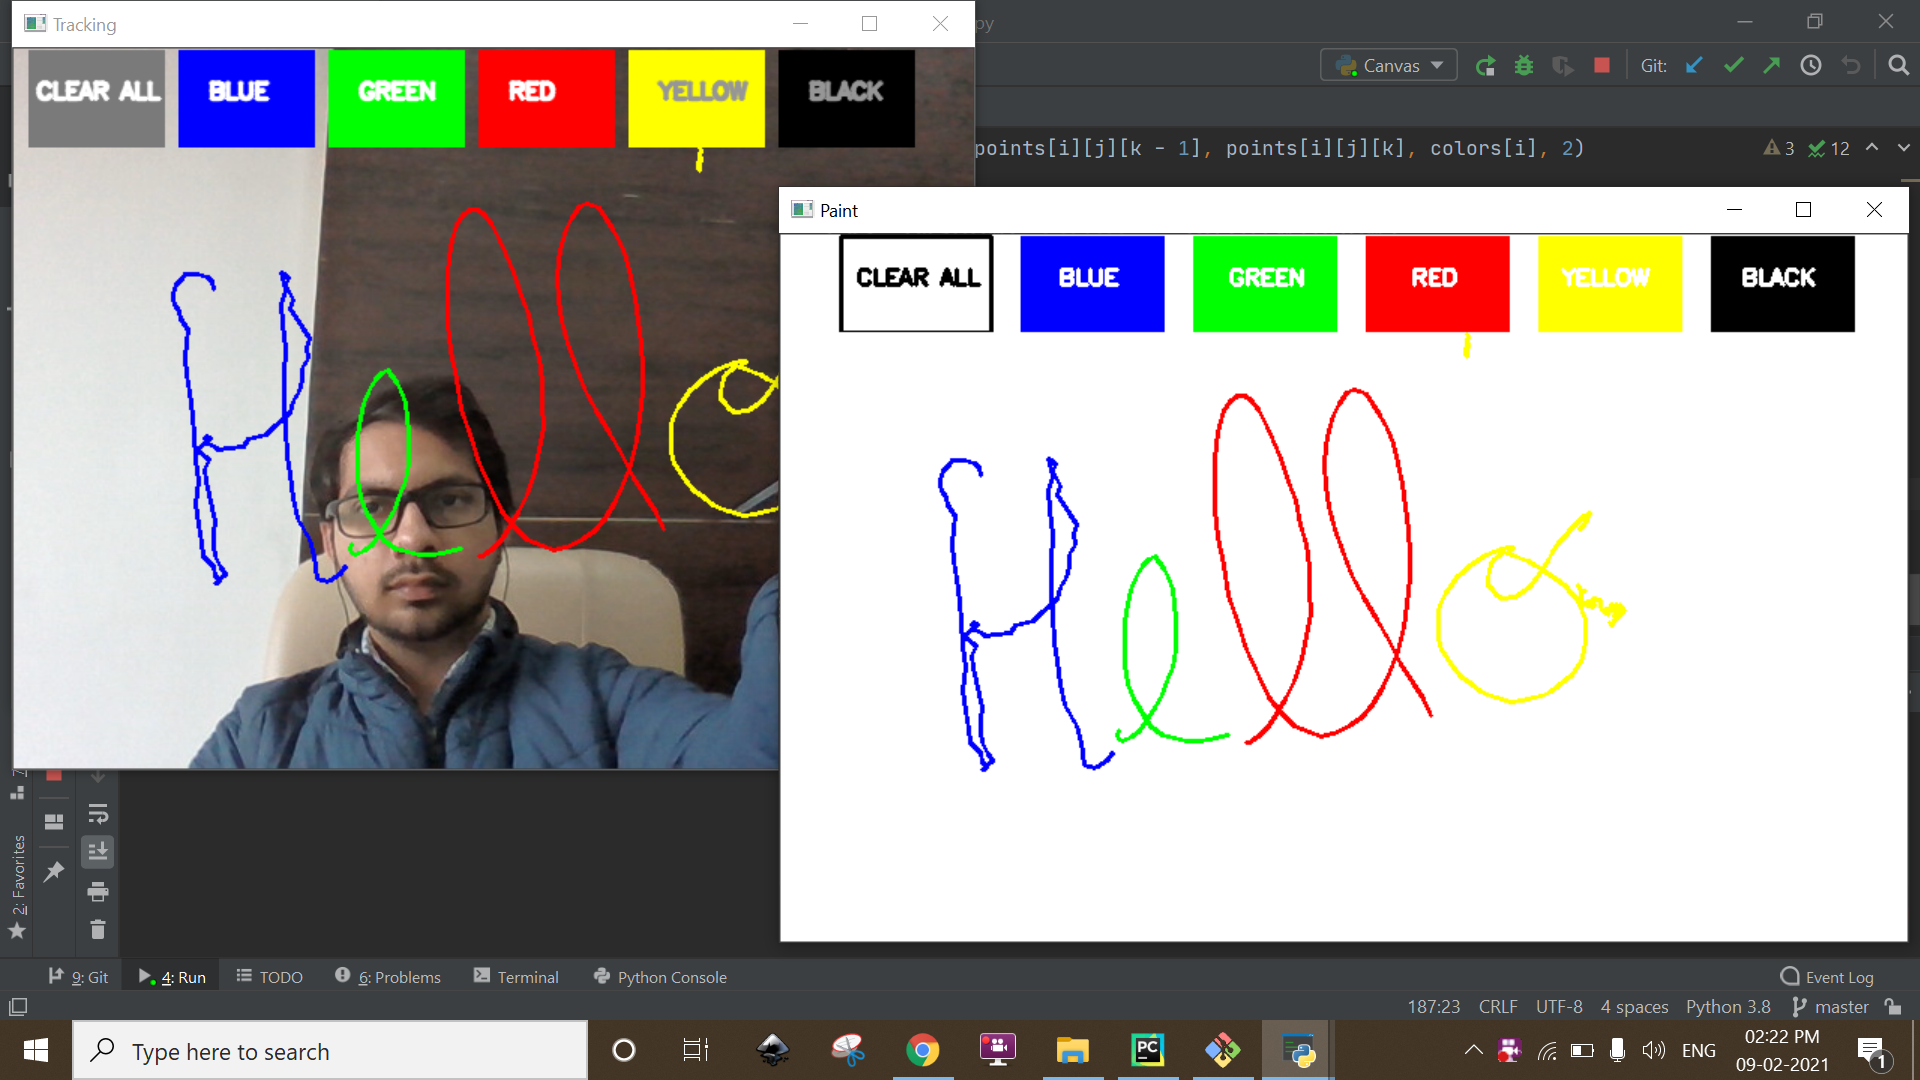 Tracking
py
CLEAR ALL BLUE GREEN RED YELLOW BLACK
Canvas
Git:
points[i][j][k - 1], points[i][j][k], colors[i], 2)
3 12
Paint
CLEAR ALL BLUE GREEN RED YELLOW BLACK
Hello
Hello
2: Favorites
9: Git 4: Run TODO 6: Problems Terminal Python Console Event Log
187:23 CRLF UTF-8 4 spaces Python 3.8 master
Type here to search
PC
ENG
02:22 PM
09-02-2021
1